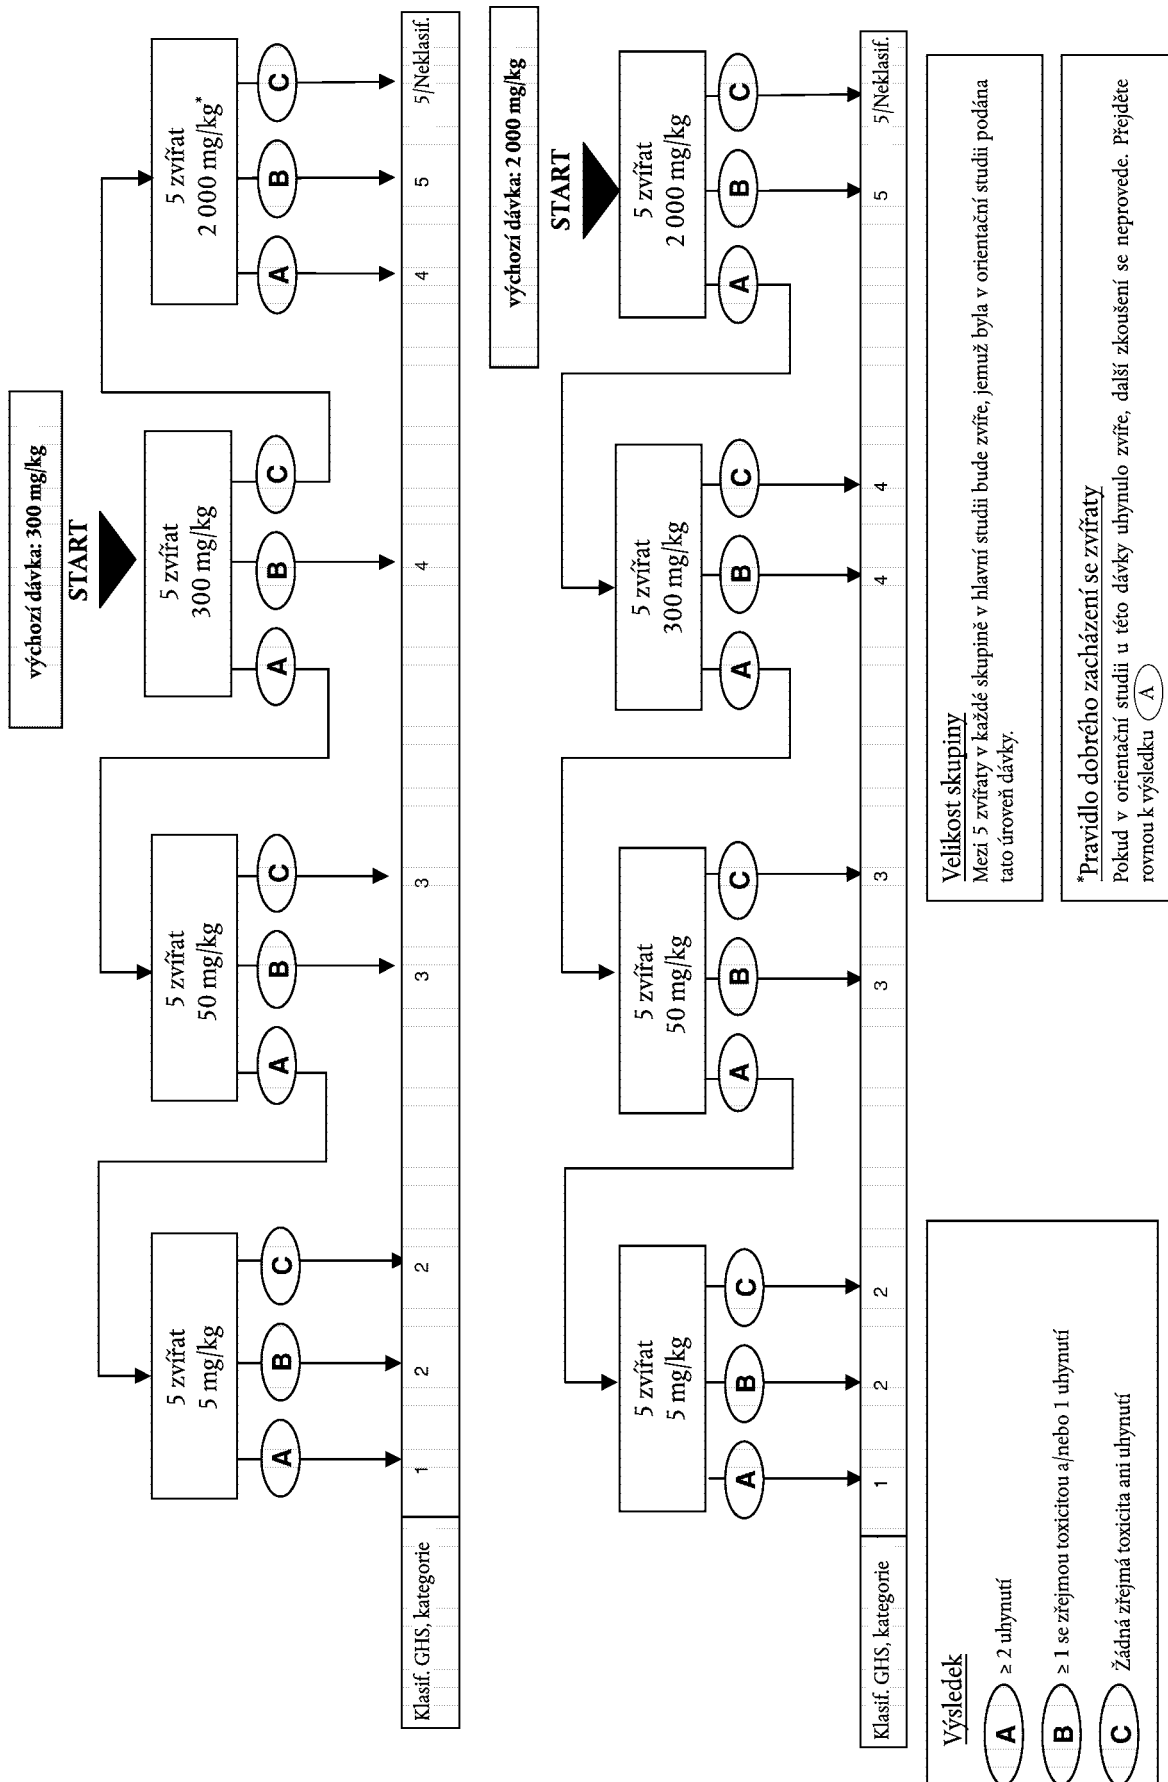 výchozí dávka: 300 mg/kg
START
5 zvířat
5 mg/kg
A
B
C
5 zvířat
50 mg/kg
A
B
C
5 zvířat
300 mg/kg
A
B
C
5 zvířat
2 000 mg/kg*
A
B
C
Klasif. GHS, kategorie
1
2
2
3
3
4
4
5
5/Neklasif.
výchozí dávka: 2 000 mg/kg
START
5 zvířat
5 mg/kg
A
B
C
5 zvířat
50 mg/kg
A
B
C
5 zvířat
300 mg/kg
A
B
C
5 zvířat
2 000 mg/kg
A
B
C
Klasif. GHS, kategorie
1
2
2
3
3
4
4
5
5/Neklasif.
Výsledek
A ≥ 2 uhynutí
B ≥ 1 se zřejmou toxicitou a/nebo 1 uhynutí
C Žádná zřejmá toxicita ani uhynutí
Velikost skupiny
Mezi 5 zvířaty v každé skupině v hlavní studii bude zvíře, jemuž byla v orientační studii podána
tato úroveň dávky.
*Pravidlo dobrého zacházení se zvířaty
Pokud v orientační studii u této dávky uhynulo zvíře, další zkoušení se neprovede. Přejděte
rovnou k výsledku A